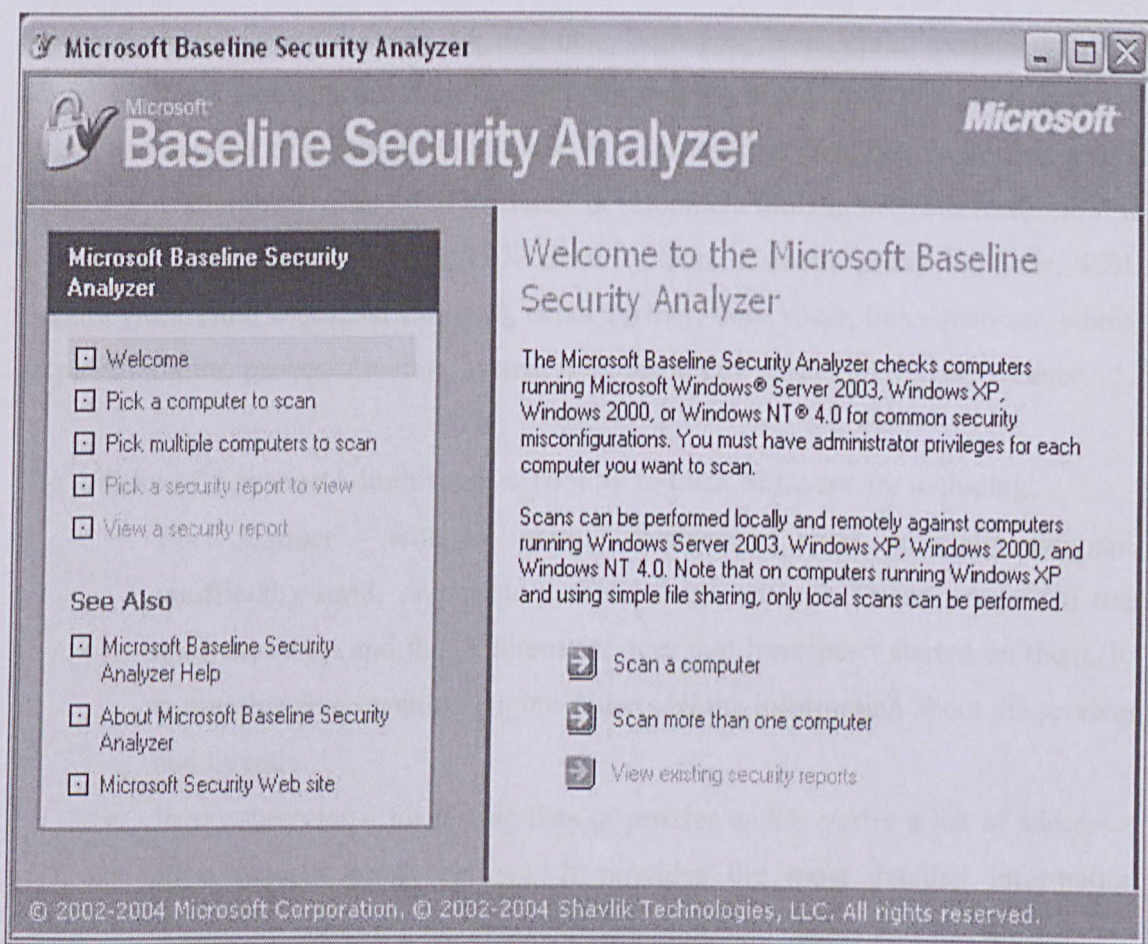 Microsoft Baseline Security Analyzer
Microsoft
Baseline Security Analyzer
Microsoft
Microsoft Baseline Security
Analyzer
Welcome
Pick a computer to scan
Pick multiple computers to scan
Pick a security report to view
View a security report
See Also
Microsoft Baseline Security
Analyzer Help
About Microsoft Baseline Security
Analyzer
Microsoft Security Web site
Welcome to the Microsoft Baseline
Security Analyzer
The Microsoft Baseline Security Analyzer checks computers
running Microsoft Windows® Server 2003, Windows XP,
Windows 2000, or Windows NT® 4.0 for common security
misconfigurations. You must have administrator privileges for each
computer you want to scan.
Scans can be performed locally and remotely against computers
running Windows Server 2003, Windows XP, Windows 2000, and
Windows NT 4.0. Note that on computers running Windows XP
and using simple file sharing, only local scans can be performed.
Scan a computer
Scan more than one computer
View existing security reports
© 2002-2004 Microsoft Corporation. © 2002-2004 Shavlik Technologies, LLC. All rights reserved.